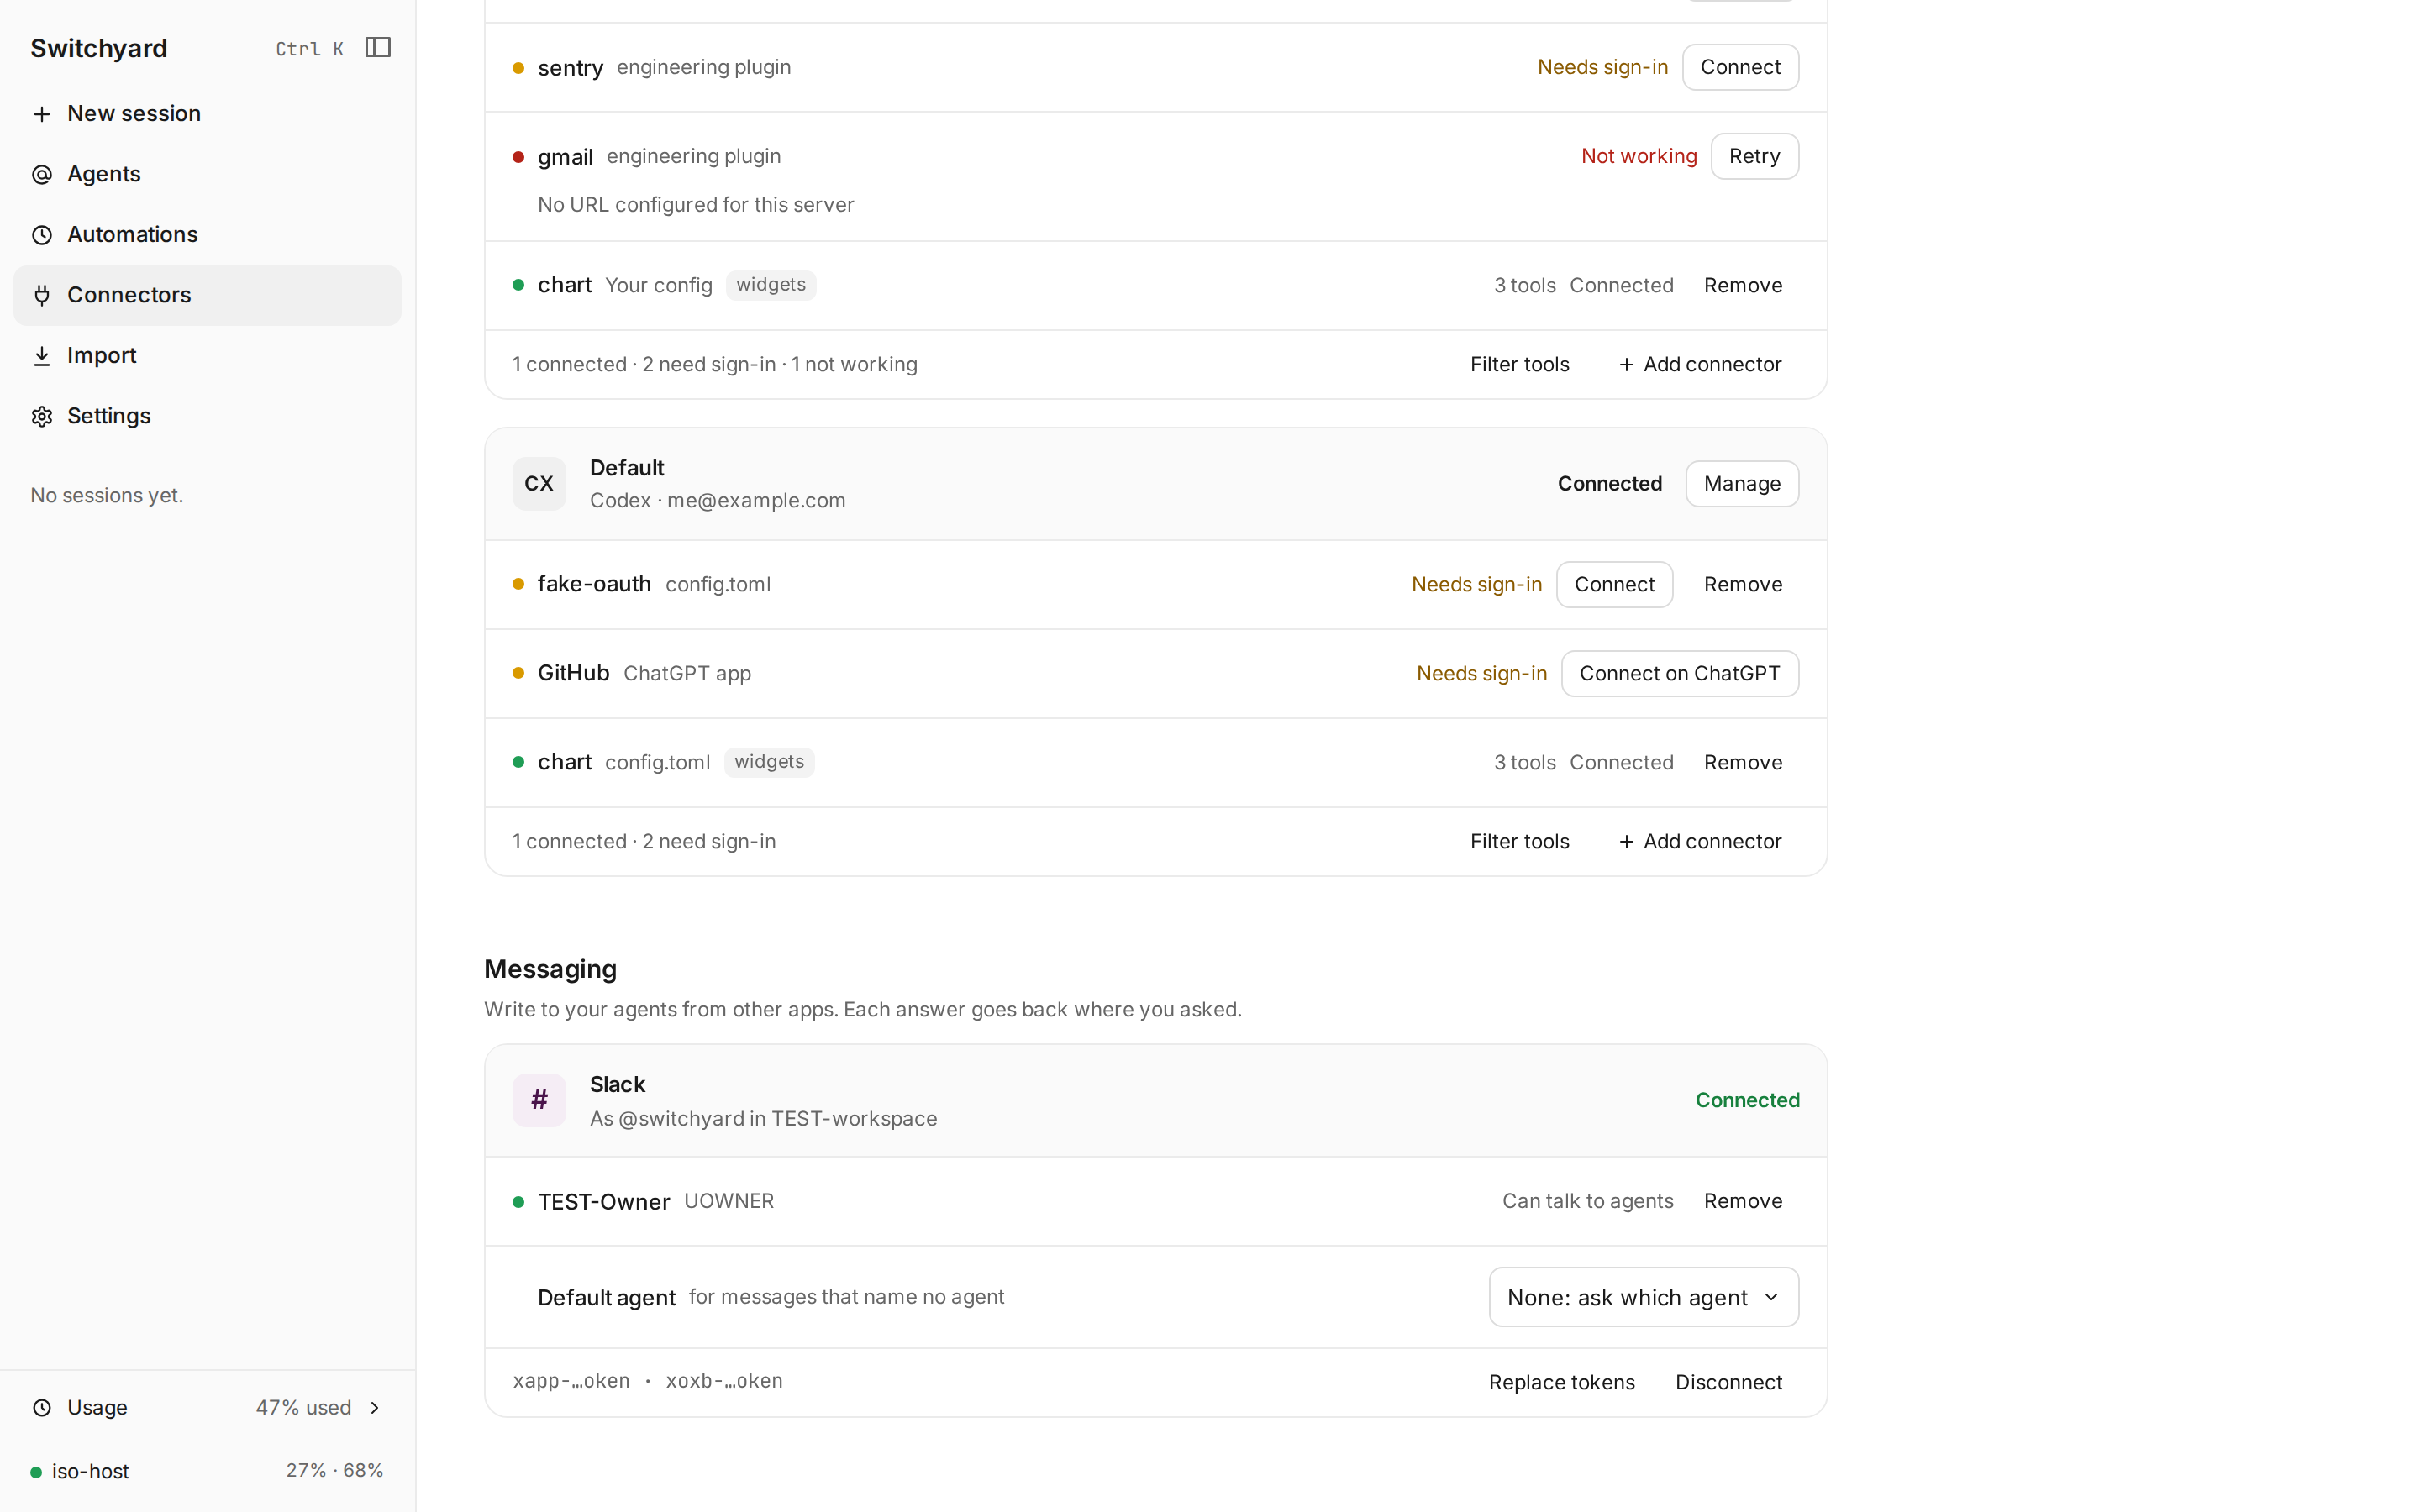 Switchyard Ctrl K
New session
Agents
Automations
Connectors
Import
Settings
No sessions yet.
Usage 47% used
iso-host 27% · 68%
sentry engineering plugin Needs sign-in Connect
gmail engineering plugin Not working Retry
No URL configured for this server
chart Your config widgets 3 tools Connected Remove
1 connected · 2 need sign-in · 1 not working Filter tools + Add connector
CX Default Connected Manage
Codex · me@example.com
fake-oauth config.toml Needs sign-in Connect Remove
GitHub ChatGPT app Needs sign-in Connect on ChatGPT
chart config.toml widgets 3 tools Connected Remove
1 connected · 2 need sign-in Filter tools + Add connector
Messaging
Write to your agents from other apps. Each answer goes back where you asked.
# Slack Connected
As @switchyard in TEST-workspace
TEST-Owner UOWNER Can talk to agents Remove
Default agent for messages that name no agent None: ask which agent
xapp-…oken · xoxb-…oken Replace tokens Disconnect